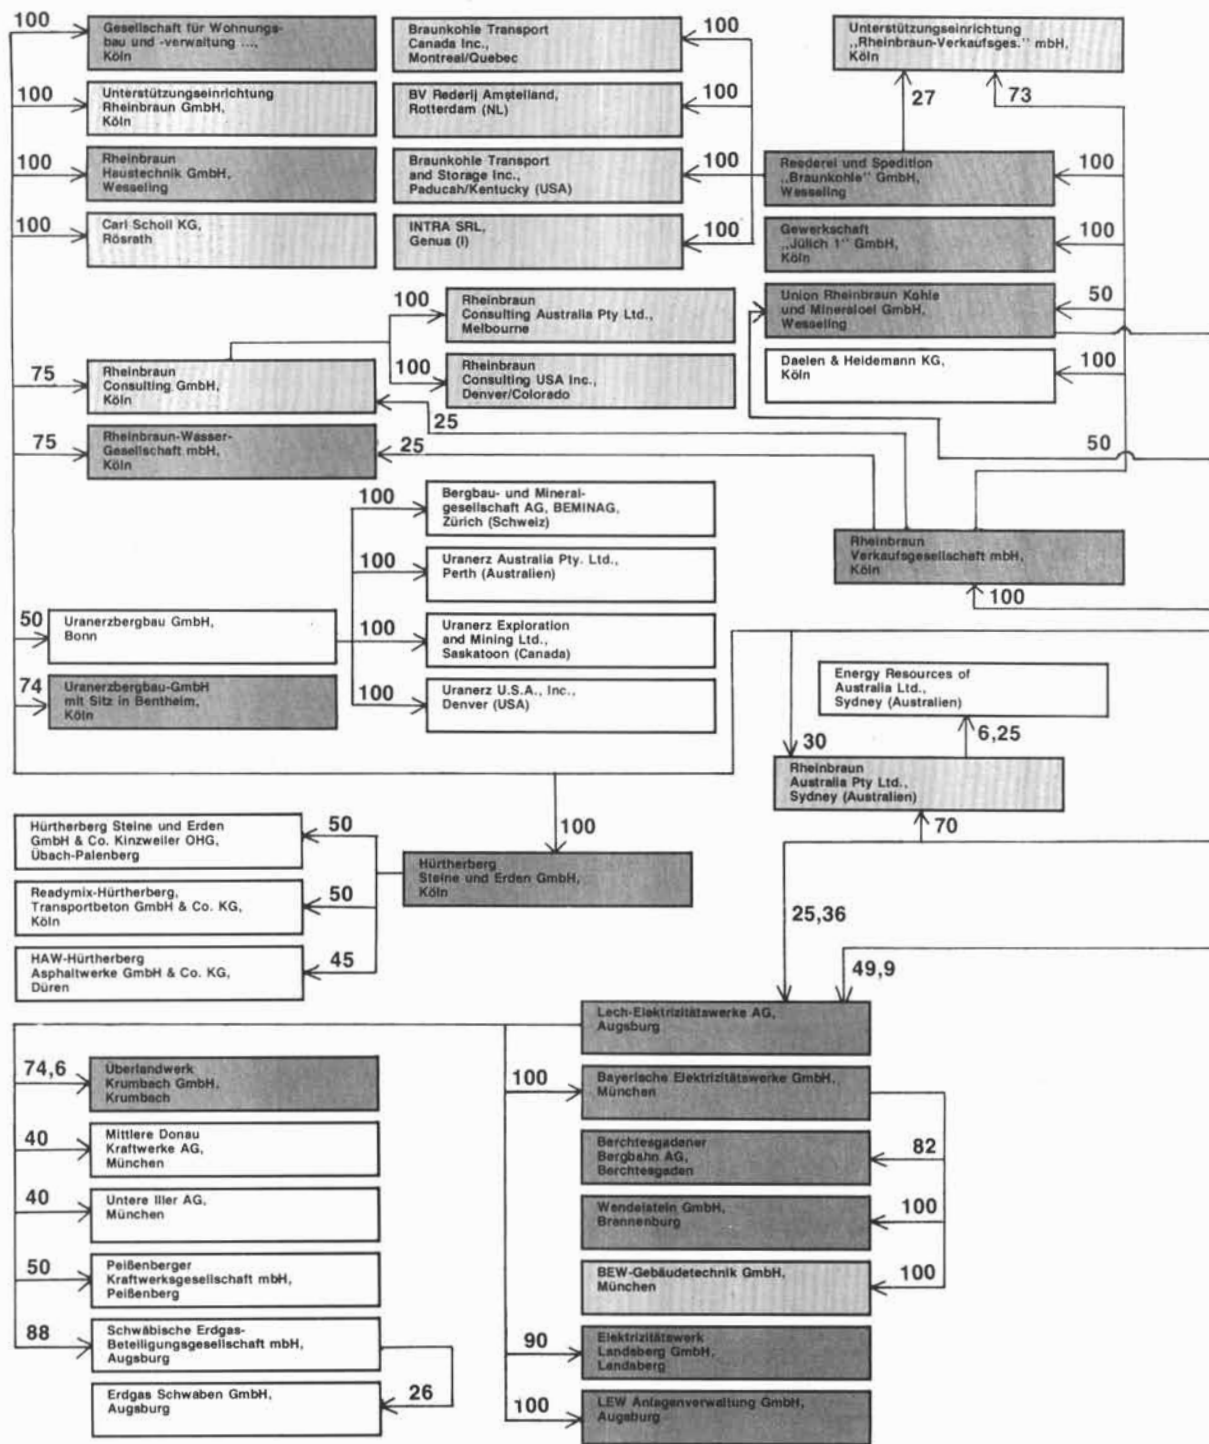 100
Gesellschaft für Wohnungs-
bau und -verwaltung ...,
Köln
100
Unterstützungseinrichtung
Rheinbraun GmbH,
Köln
100
Rheinbraun
Haustechnik GmbH,
Wesseling
100
Carl Scholl KG,
Rösrath
Braunkohle Transport
Canada Inc.,
Montreal/Quebec
100
BV Rederij Amstelland,
Rotterdam (NL)
100
Braunkohle Transport
and Storage Inc.,
Paducah/Kentucky (USA)
100
INTRA SRL,
Genua (I)
100
Unterstützungseinrichtung
„Rheinbraun-Verkaufsges.“ mbH,
Köln
27
73
Reederei und Spedition
„Braunkohle“ GmbH,
Wesseling
100
Gewerkschaft
„Jülich 1“ GmbH,
Köln
100
Union Rheinbraun Kohle
und Mineraloel GmbH,
Wesseling
50
Daelen & Heidemann KG,
Köln
100
100
Rheinbraun
Consulting Australia Pty Ltd.,
Melbourne
100
Rheinbraun
Consulting USA Inc.,
Denver/Colorado
75
Rheinbraun
Consulting GmbH,
Köln
25
75
Rheinbraun-Wasser-
Gesellschaft mbH,
Köln
25
50
Rheinbraun
Verkaufsgesellschaft mbH,
Köln
100
100
Bergbau- und Mineral-
gesellschaft AG, BEMINAG,
Zürich (Schweiz)
100
Uranerz Australia Pty. Ltd.,
Perth (Australien)
50
Uranerzbergbau GmbH,
Bonn
100
Uranerz Exploration
and Mining Ltd.,
Saskatoon (Canada)
74
Uranerzbergbau-GmbH
mit Sitz in Bentheim,
Köln
100
Uranerz U.S.A., Inc.,
Denver (USA)
Energy Resources of
Australia Ltd.,
Sydney (Australien)
6,25
30
Rheinbraun
Australia Pty Ltd.,
Sydney (Australien)
70
100
Hürtherberg
Steine und Erden GmbH,
Köln
Hürtherberg Steine und Erden
GmbH & Co. Kinzweiler OHG,
Übach-Palenberg
50
Readymix-Hürtherberg,
Transportbeton GmbH & Co. KG,
Köln
50
HAW-Hürtherberg
Asphaltwerke GmbH & Co. KG,
Düren
45
25,36
49,9
Lech-Elektrizitätswerke AG,
Augsburg
74,6
Überlandwerk
Krumbach GmbH,
Krumbach
40
Mittlere Donau
Kraftwerke AG,
München
40
Untere Iller AG,
München
50
Peißenberger
Kraftwerksgesellschaft mbH,
Peißenberg
88
Schwäbische Erdgas-
Beteiligungsgesellschaft mbH,
Augsburg
Erdgas Schwaben GmbH,
Augsburg
26
100
Bayerische Elektrizitätswerke GmbH,
München
Berchtesgadener
Bergbahn AG,
Berchtesgaden
82
Wendelstein GmbH,
Brannenburg
100
BEW-Gebäudetechnik GmbH,
München
100
90
Elektrizitätswerk
Landsberg GmbH,
Landsberg
100
LEW Anlagenverwaltung GmbH,
Augsburg